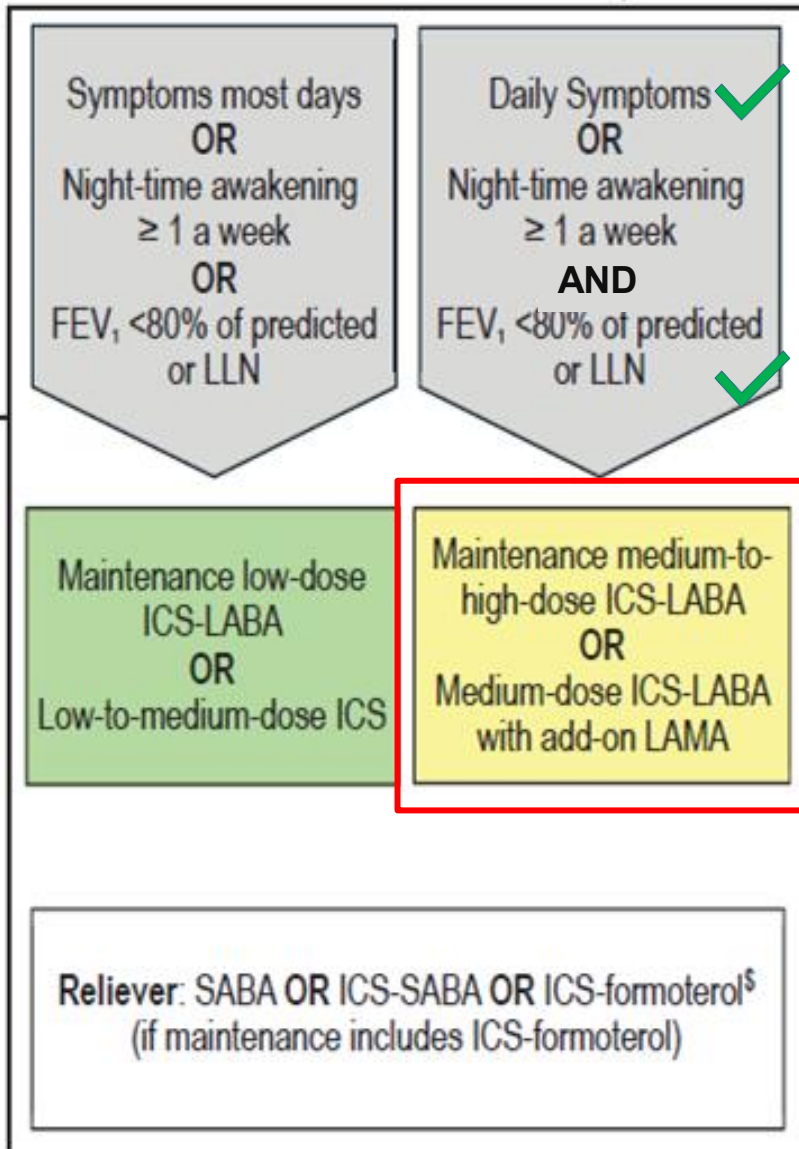 Symptoms most days
OR
Night-time awakening
≥ 1 a week
OR
FEV₁ <80% of predicted
or LLN
Daily Symptoms
OR
Night-time awakening
≥ 1 a week
AND
FEV₁ <80% of predicted
or LLN
Maintenance low-dose
ICS-LABA
OR
Low-to-medium-dose ICS
Maintenance medium-to-
high-dose ICS-LABA
OR
Medium-dose ICS-LABA
with add-on LAMA
Reliever: SABA OR ICS-SABA OR ICS-formoterol$
(if maintenance includes ICS-formoterol)